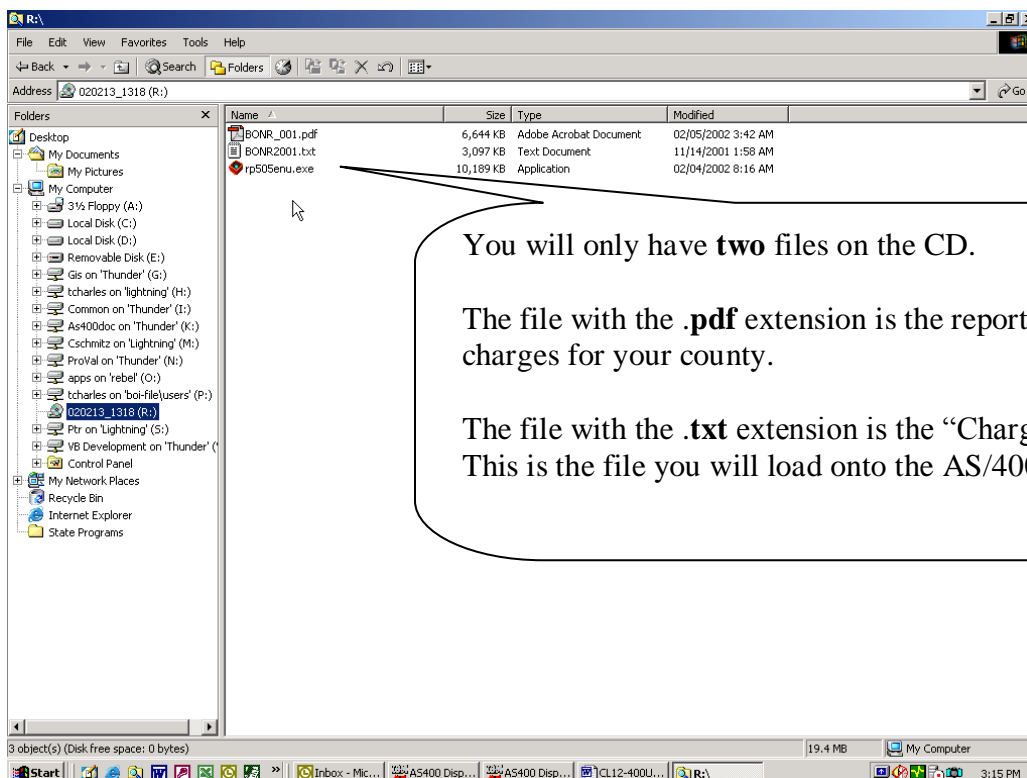 R:\
File Edit View Favorites Tools Help
Back Search Folders
Address 020213_1318 (R:) Go
Folders
Name Size Type Modified
Desktop
My Documents
My Pictures
My Computer
3½ Floppy (A:)
Local Disk (C:)
Local Disk (D:)
Removable Disk (E:)
Gis on 'Thunder' (G:)
tcharles on 'lightning' (H:)
Common on 'Thunder' (I:)
As400doc on 'Thunder' (K:)
Cschmitz on 'Lightning' (M:)
ProVal on 'Thunder' (N:)
apps on 'rebel' (O:)
tcharles on 'boi-file\users' (P:)
020213_1318 (R:)
Ptr on 'Lightning' (S:)
VB Development on 'Thunder' (
Control Panel
My Network Places
Recycle Bin
Internet Explorer
State Programs
BONR_001.pdf 6,644 KB Adobe Acrobat Document 02/05/2002 3:42 AM
BONR2001.txt 3,097 KB Text Document 11/14/2001 1:58 AM
rp505enu.exe 10,189 KB Application 02/04/2002 8:16 AM
You will only have two files on the CD.
The file with the .pdf extension is the report
charges for your county.
The file with the .txt extension is the “Charg
This is the file you will load onto the AS/400
3 object(s) (Disk free space: 0 bytes) 19.4 MB My Computer
Start Inbox - Mic... AS400 Disp... AS400 Disp... CL12-400U... R:\ 3:15 PM